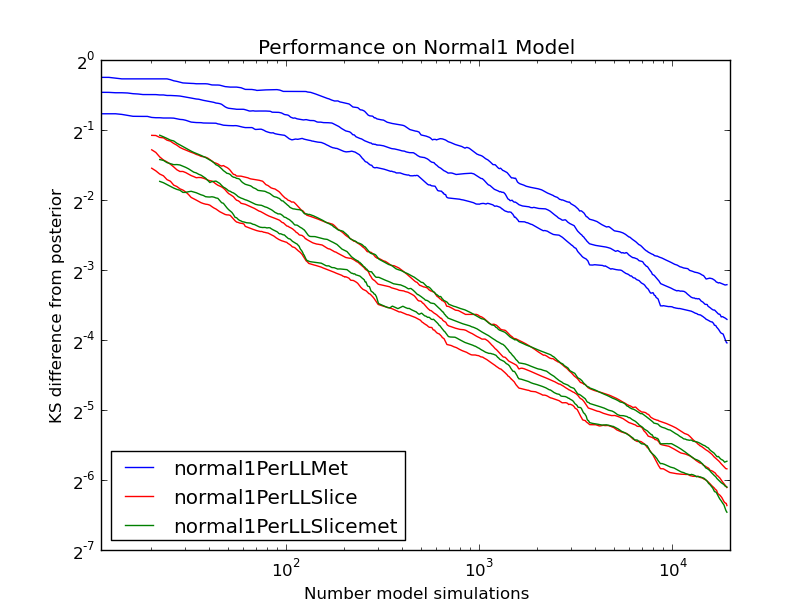 Performance on Normal1 Model
KS difference from posterior
2^0
2^-1
2^-2
2^-3
2^-4
2^-5
2^-6
2^-7
normal1PerLLMet
normal1PerLLSlice
normal1PerLLSlicemet
10^2 10^3 10^4
Number model simulations